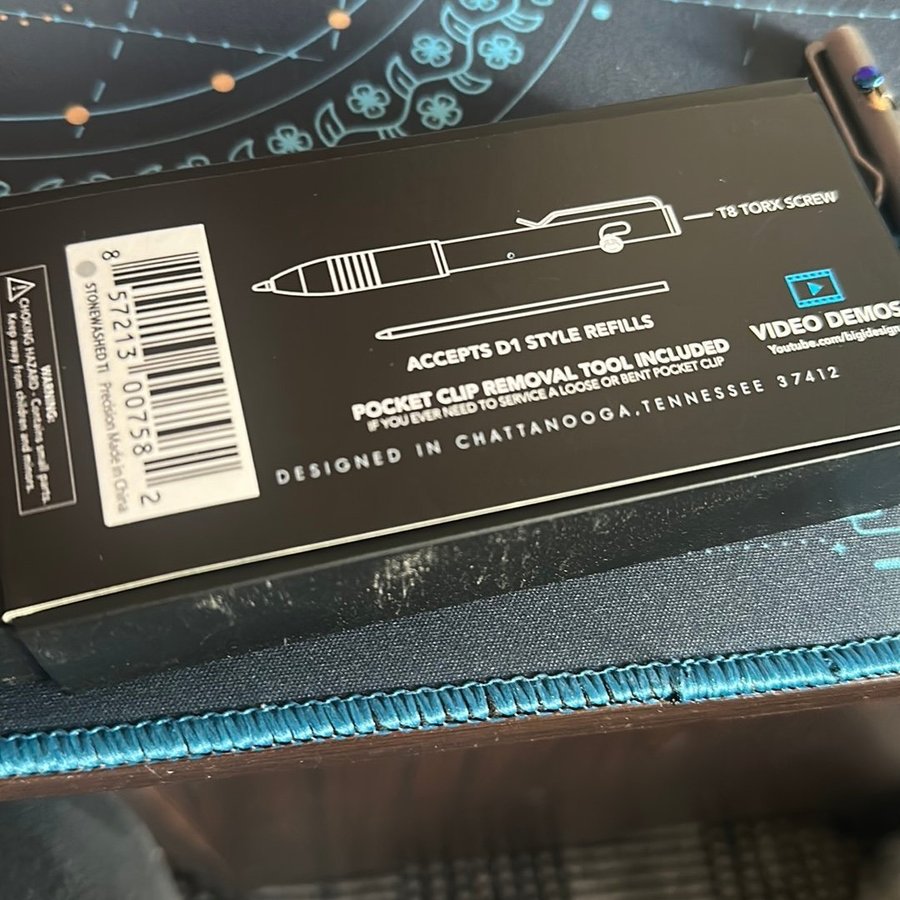 WARNING:
CHOKING HAZARD - Contains small parts.
Keep away from children and minors.
8 57213 00758 2
STONEWASHED TI Precision Made in China
T8 TORX SCREW
ACCEPTS D1 STYLE REFILLS
POCKET CLIP REMOVAL TOOL INCLUDED
IF YOU EVER NEED TO SERVICE A LOOSE OR BENT POCKET CLIP
VIDEO DEMOS
Youtube.com/bigidesign
DESIGNED IN CHATTANOOGA, TENNESSEE 37412